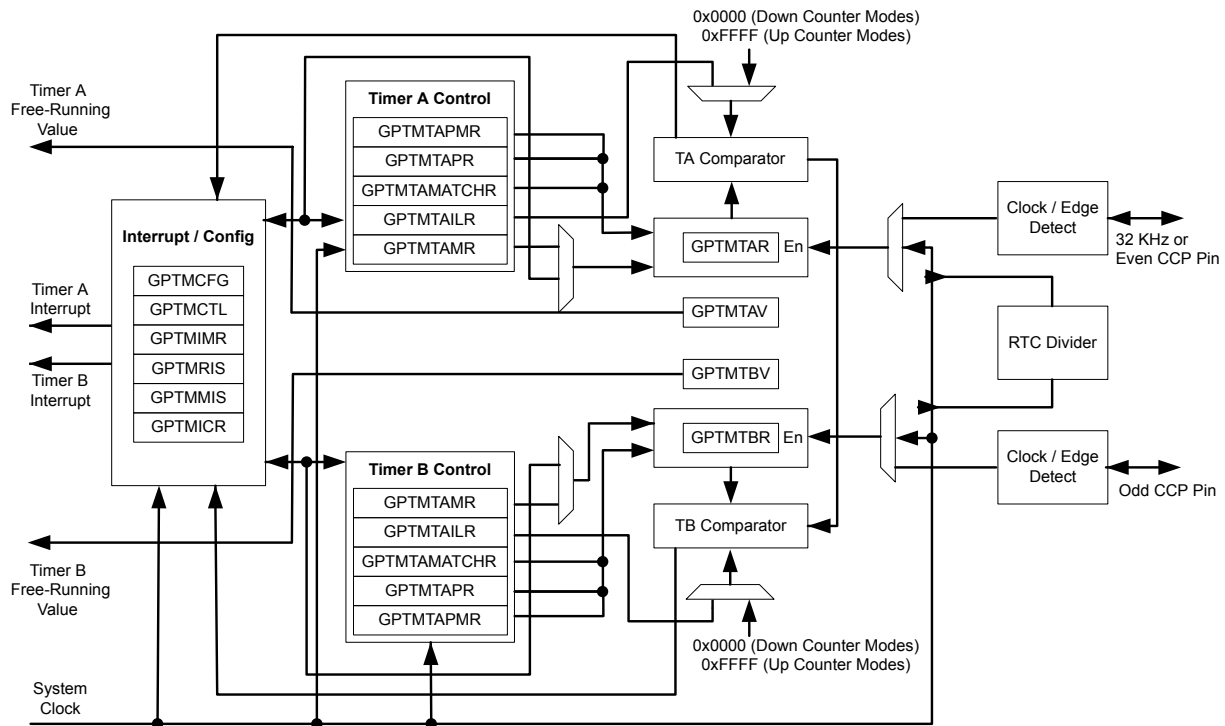 0x0000 (Down Counter Modes)
0xFFFF (Up Counter Modes)
Timer A
Free-Running
Value
Timer A Control
GPTMTAPMR
GPTMTAPR
GPTMTAMATCHR
GPTMTAILR
GPTMTAMR
TA Comparator
GPTMTAR
En
Clock / Edge
Detect
32 KHz or
Even CCP Pin
Interrupt / Config
GPTMCFG
GPTMCTL
GPTMIMR
GPTMRIS
GPTMMIS
GPTMICR
Timer A
Interrupt
Timer B
Interrupt
GPTMTAV
GPTMTBV
RTC Divider
GPTMTBR
En
Clock / Edge
Detect
Odd CCP Pin
Timer B Control
GPTMTAMR
GPTMTAILR
GPTMTAMATCHR
GPTMTAPR
GPTMTAPMR
TB Comparator
Timer B
Free-Running
Value
0x0000 (Down Counter Modes)
0xFFFF (Up Counter Modes)
System
Clock